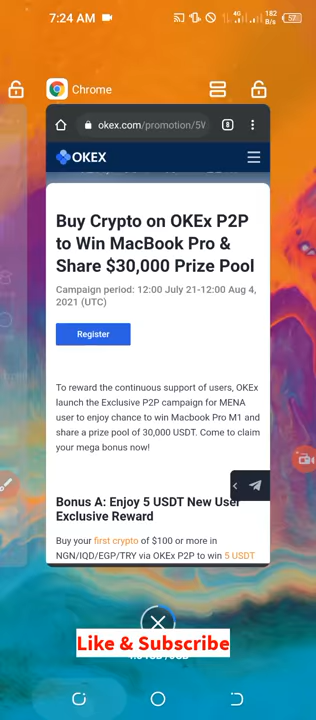 7:24 AM
4G
182
B/s
57
Chrome
okex.com/promotion/5V
8
OKEX
Buy Crypto on OKEx P2P
to Win MacBook Pro &
Share $30,000 Prize Pool
Campaign period: 12:00 July 21-12:00 Aug 4,
2021 (UTC)
Register
To reward the continuous support of users, OKEx
launch the Exclusive P2P campaign for MENA
user to enjoy chance to win Macbook Pro M1 and
share a prize pool of 30,000 USDT. Come to claim
your mega bonus now!
Bonus A: Enjoy 5 USDT New User
Exclusive Reward
Buy your first crypto of $100 or more in
NGN/IQD/EGP/TRY via OKEx P2P to win 5 USDT
Like & Subscribe